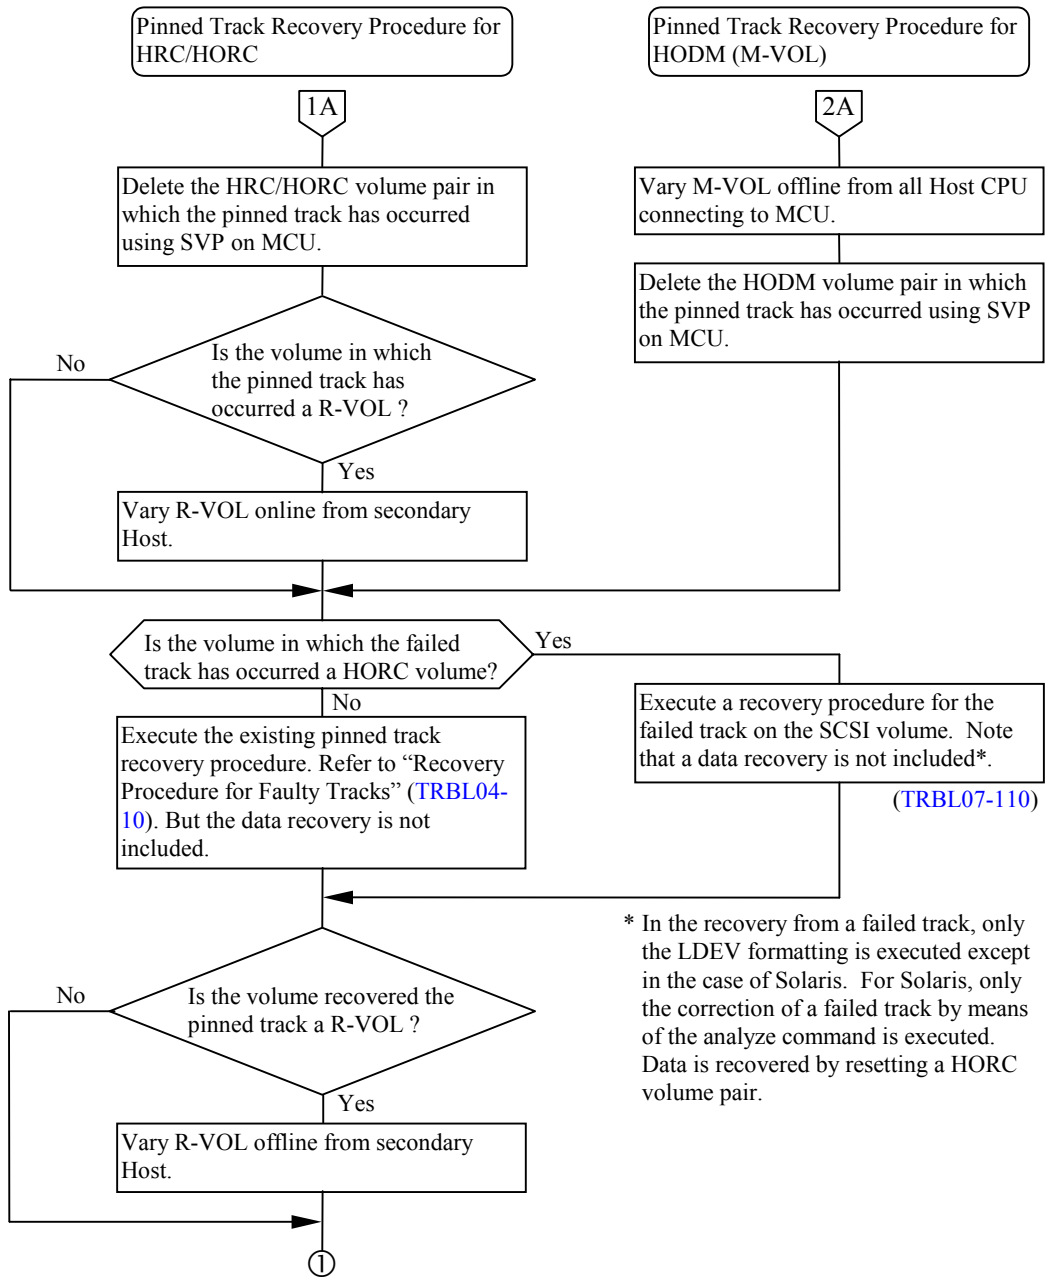 Pinned Track Recovery Procedure for
HRC/HORC
Pinned Track Recovery Procedure for
HODM (M-VOL)
1A
2A
Delete the HRC/HORC volume pair in
which the pinned track has occurred
using SVP on MCU.
Vary M-VOL offline from all Host CPU
connecting to MCU.
Delete the HODM volume pair in which
the pinned track has occurred using SVP
on MCU.
No
Is the volume in which
the pinned track has
occurred a R-VOL ?
Yes
Vary R-VOL online from secondary
Host.
Is the volume in which the failed
track has occurred a HORC volume?
Yes
No
Execute the existing pinned track
recovery procedure. Refer to “Recovery
Procedure for Faulty Tracks” (TRBL04-
10). But the data recovery is not
included.
Execute a recovery procedure for the
failed track on the SCSI volume.  Note
that a data recovery is not included*.
(TRBL07-110)
* In the recovery from a failed track, only
the LDEV formatting is executed except
in the case of Solaris.  For Solaris, only
the correction of a failed track by means
of the analyze command is executed.
Data is recovered by resetting a HORC
volume pair.
No
Is the volume recovered the
pinned track a R-VOL ?
Yes
Vary R-VOL offline from secondary
Host.
1